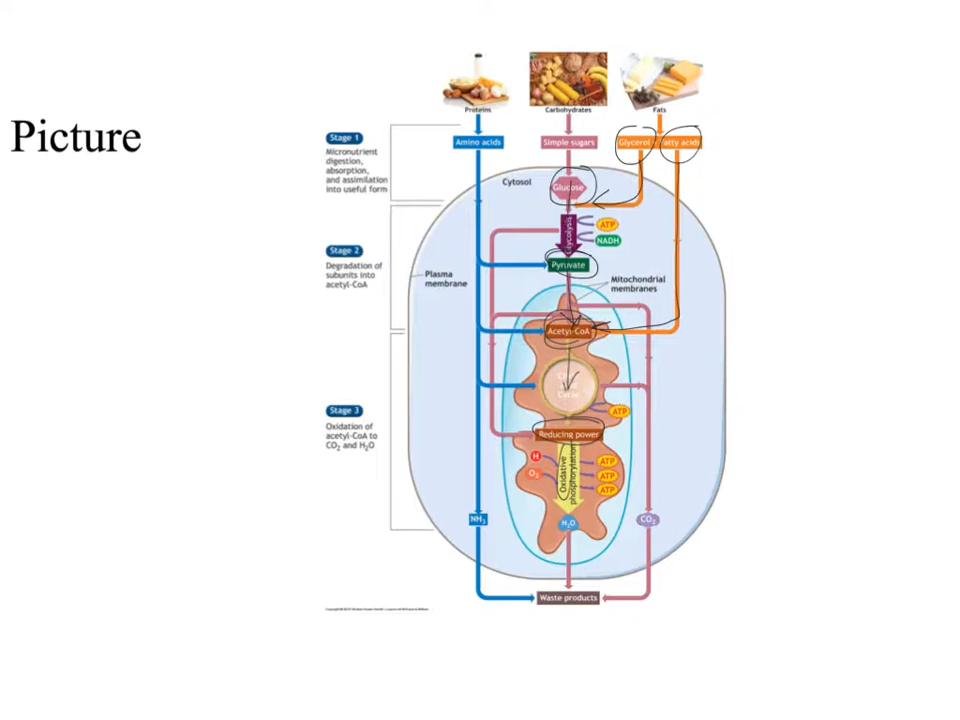 Picture
Proteins
Carbohydrates
Fats
Stage 1
Micronutrient
digestion,
absorption,
and assimilation
into useful form
Amino acids
Simple sugars
Glycerol
Fatty acids
Cytosol
Glucose
Glycolysis
ATP
NADH
Stage 2
Degradation of
subunits into
acetyl-CoA
Plasma
membrane
Pyruvate
Mitochondrial
membranes
Acetyl-CoA
Cycle
ATP
Stage 3
Oxidation of
acetyl-CoA to
CO2 and H2O
Reducing power
H
O2
Oxidative
phosphorylation
ATP
ATP
ATP
NH3
H2O
CO2
Waste products